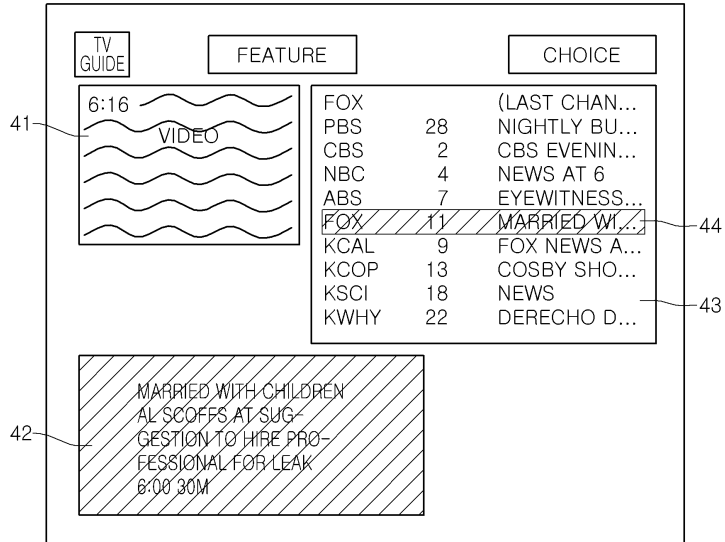 TV
GUIDE
FEATURE
CHOICE
6:16
VIDEO
41
FOX (LAST CHAN...
PBS 28 NIGHTLY BU...
CBS 2 CBS EVENIN...
NBC 4 NEWS AT 6
ABS 7 EYEWITNESS...
FOX 11 MARRIED WI...
44
KCAL 9 FOX NEWS A...
KCOP 13 COSBY SHO...
KSCI 18 NEWS
43
KWHY 22 DERECHO D...
MARRIED WITH CHILDREN
AL SCOFFS AT SUG-
GESTION TO HIRE PRO-
FESSIONAL FOR LEAK
6:00 30M
42